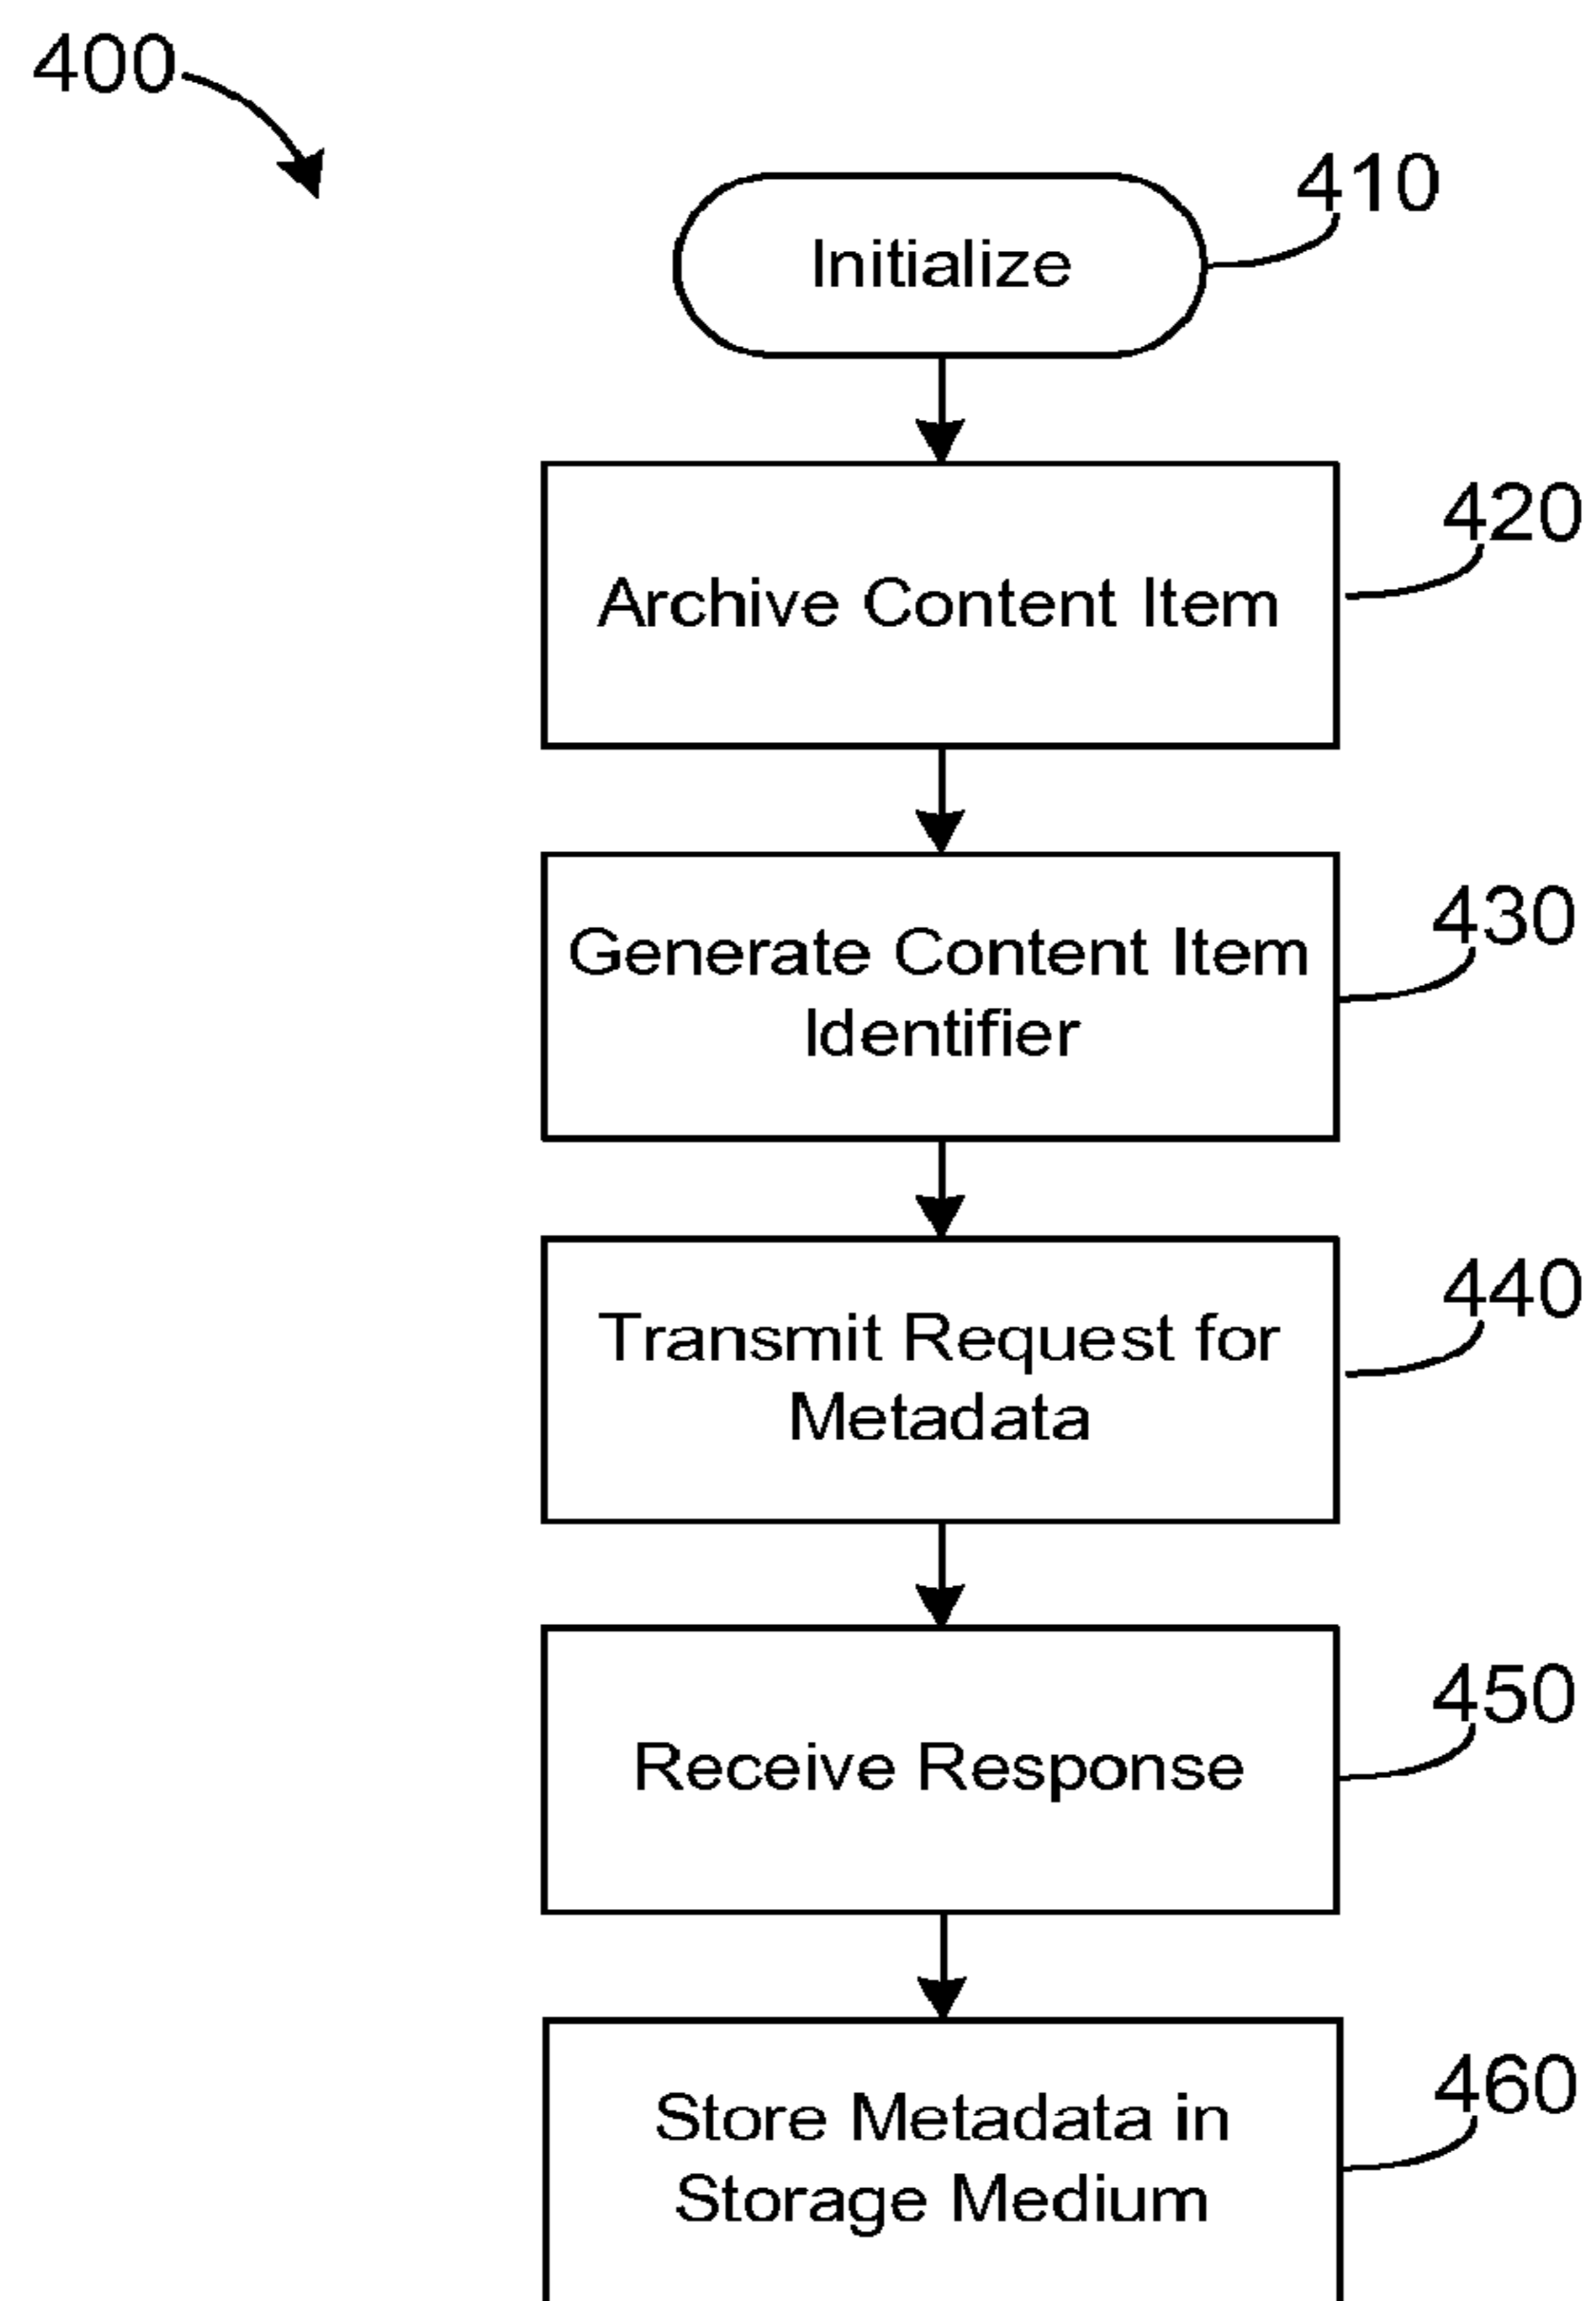 400
410
Initialize
420
Archive Content Item
430
Generate Content Item
Identifier
440
Transmit Request for
Metadata
450
Receive Response
460
Store Metadata in
Storage Medium